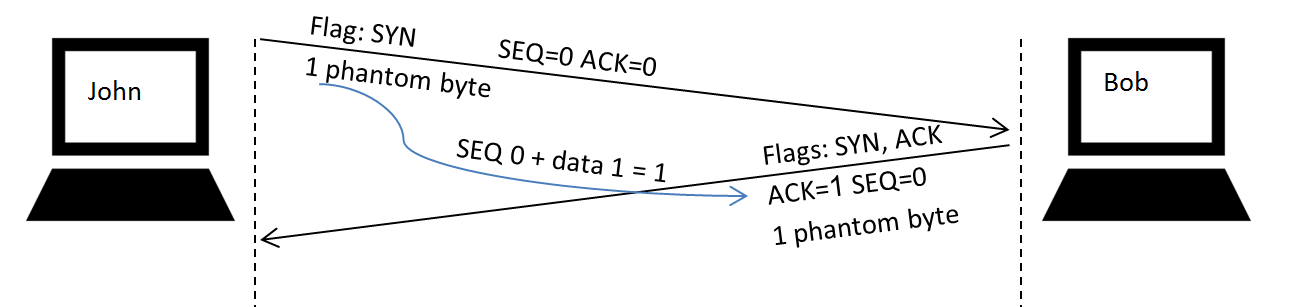 John
Flag: SYN
SEQ=0 ACK=0
1 phantom byte
SEQ 0 + data 1 = 1
Flags: SYN, ACK
ACK=1 SEQ=0
1 phantom byte
Bob